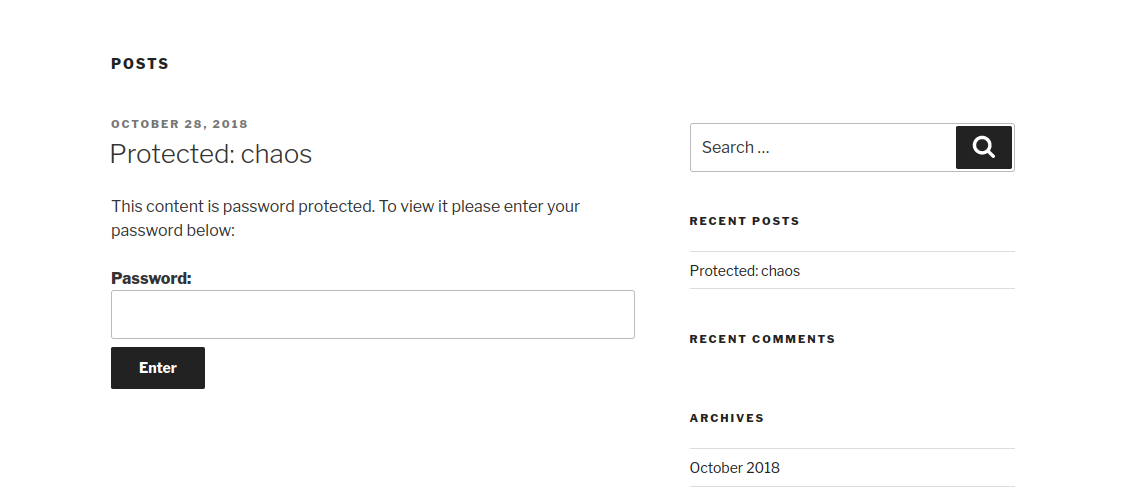 POSTS
OCTOBER 28, 2018
Protected: chaos
This content is password protected. To view it please enter your
password below:
Password:
Enter
Search …
RECENT POSTS
Protected: chaos
RECENT COMMENTS
ARCHIVES
October 2018